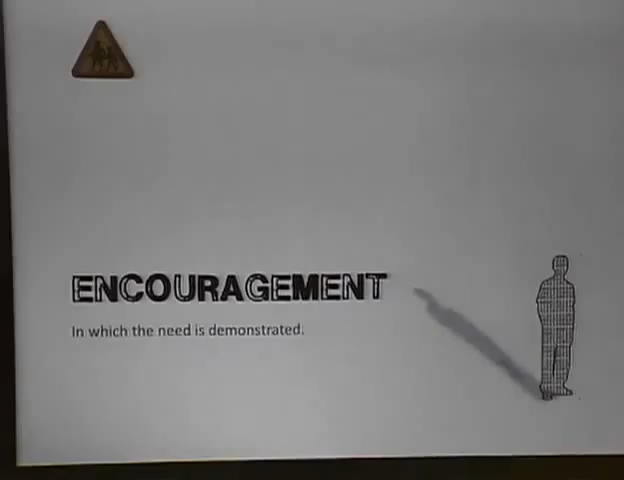 ENCOURAGEMENT
In which the need is demonstrated.